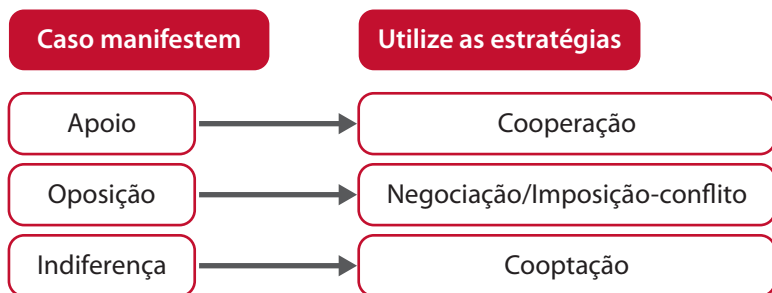 Caso manifestem
Utilize as estratégias
Apoio
Cooperação
Oposição
Negociação/Imposição-conflito
Indiferença
Cooptação